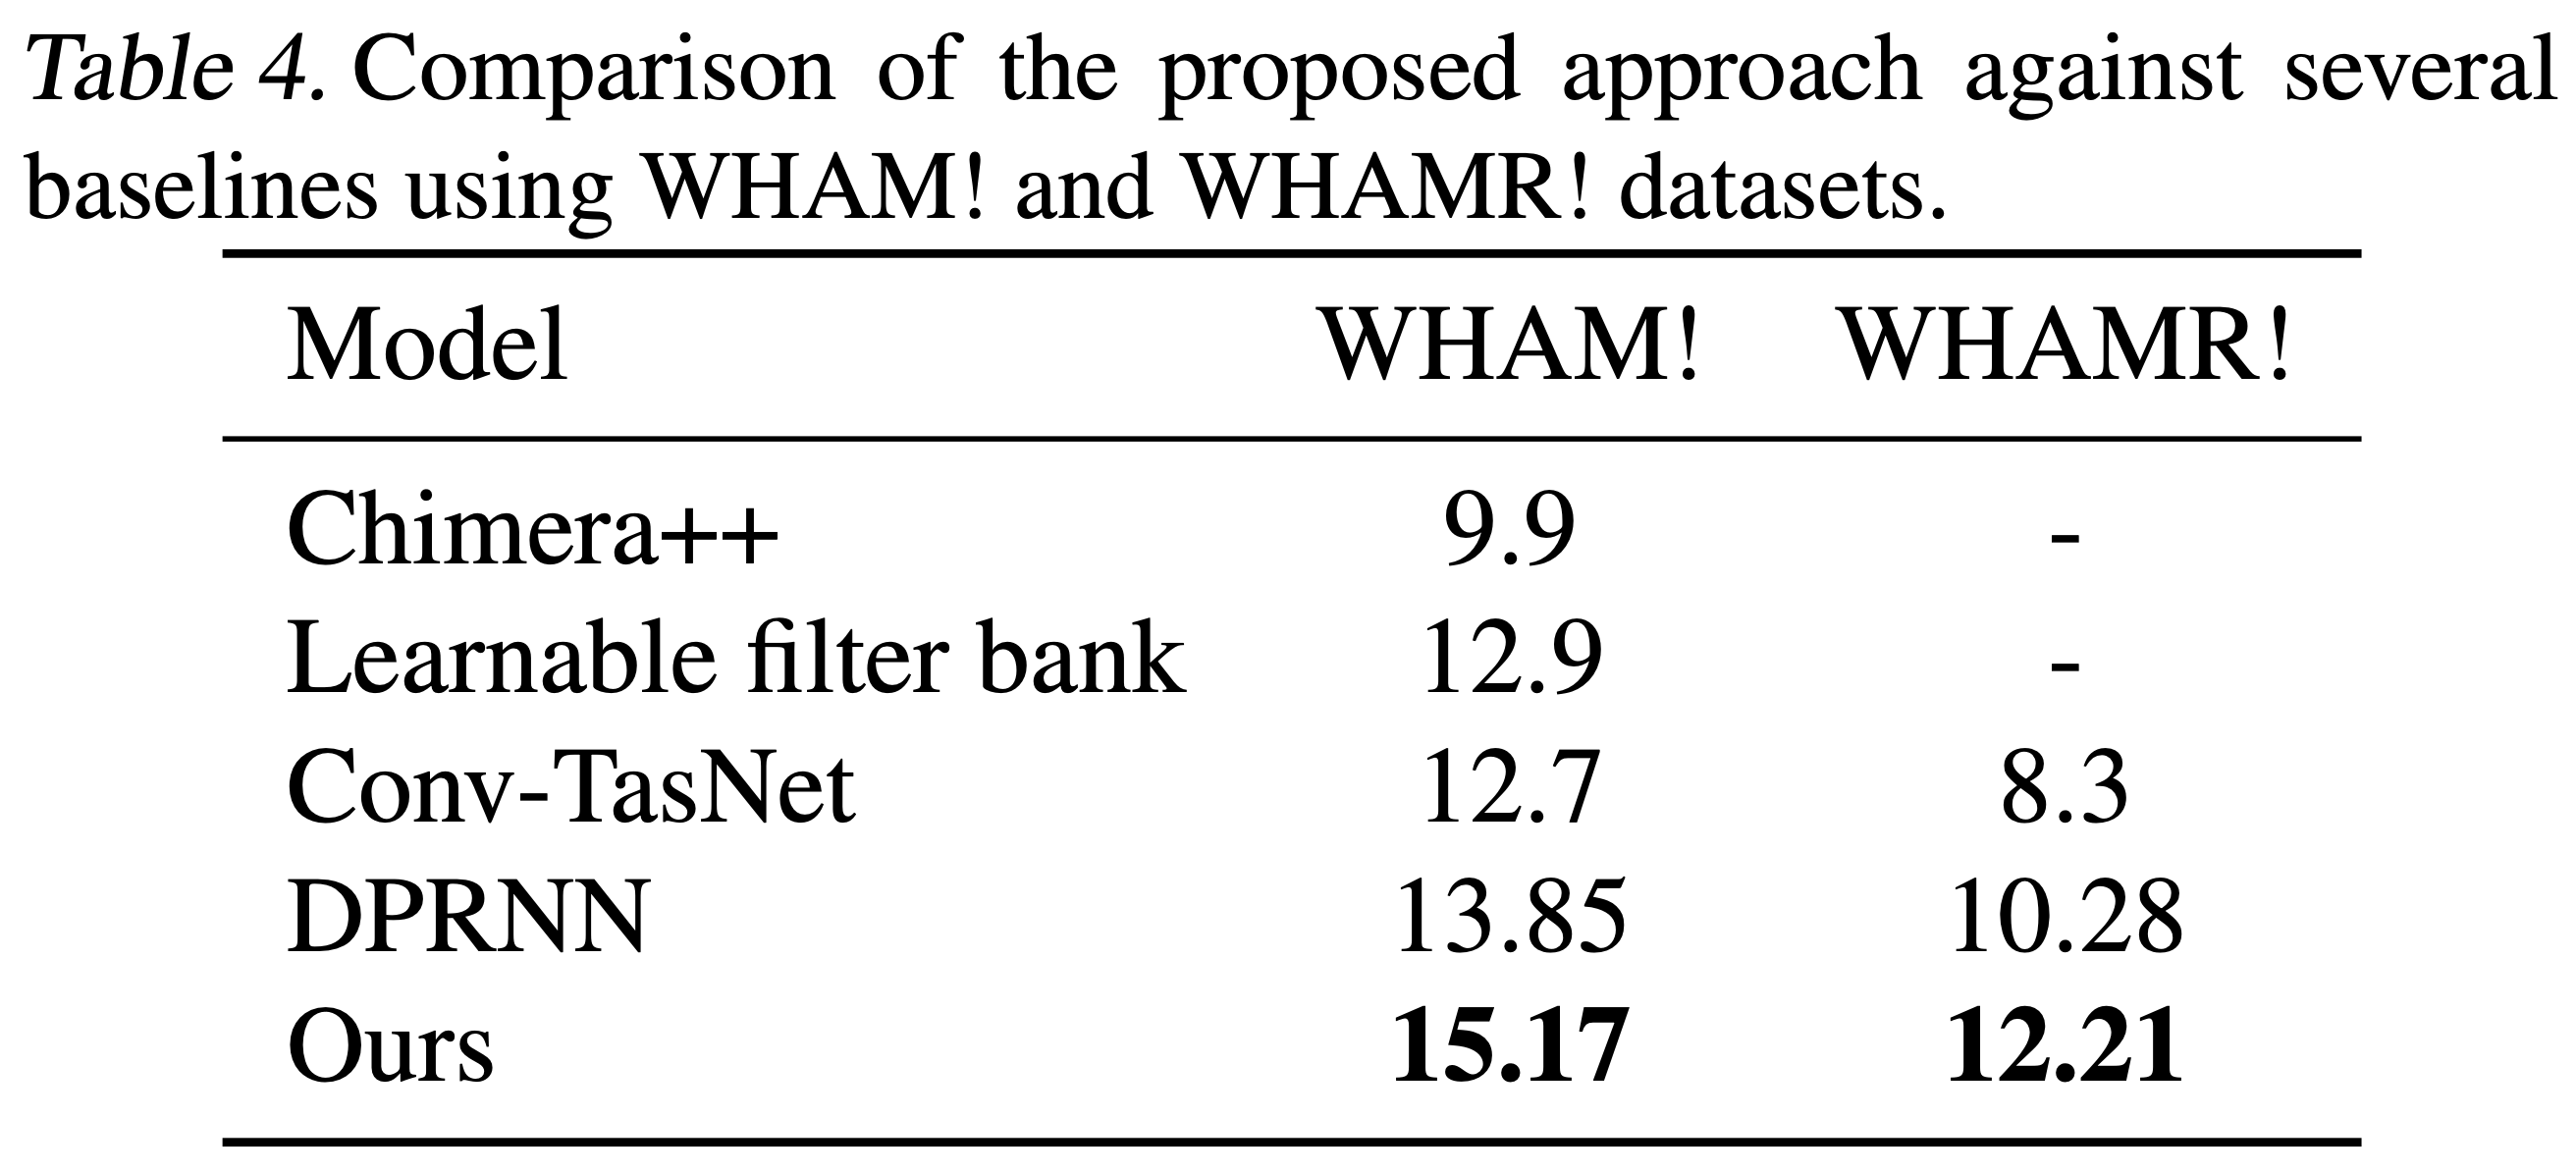 Table 4. Comparison of the proposed approach against several
baselines using WHAM! and WHAMR! datasets.
Model WHAM! WHAMR!
Chimera++ 9.9 -
Learnable filter bank 12.9 -
Conv-TasNet 12.7 8.3
DPRNN 13.85 10.28
Ours 15.17 12.21